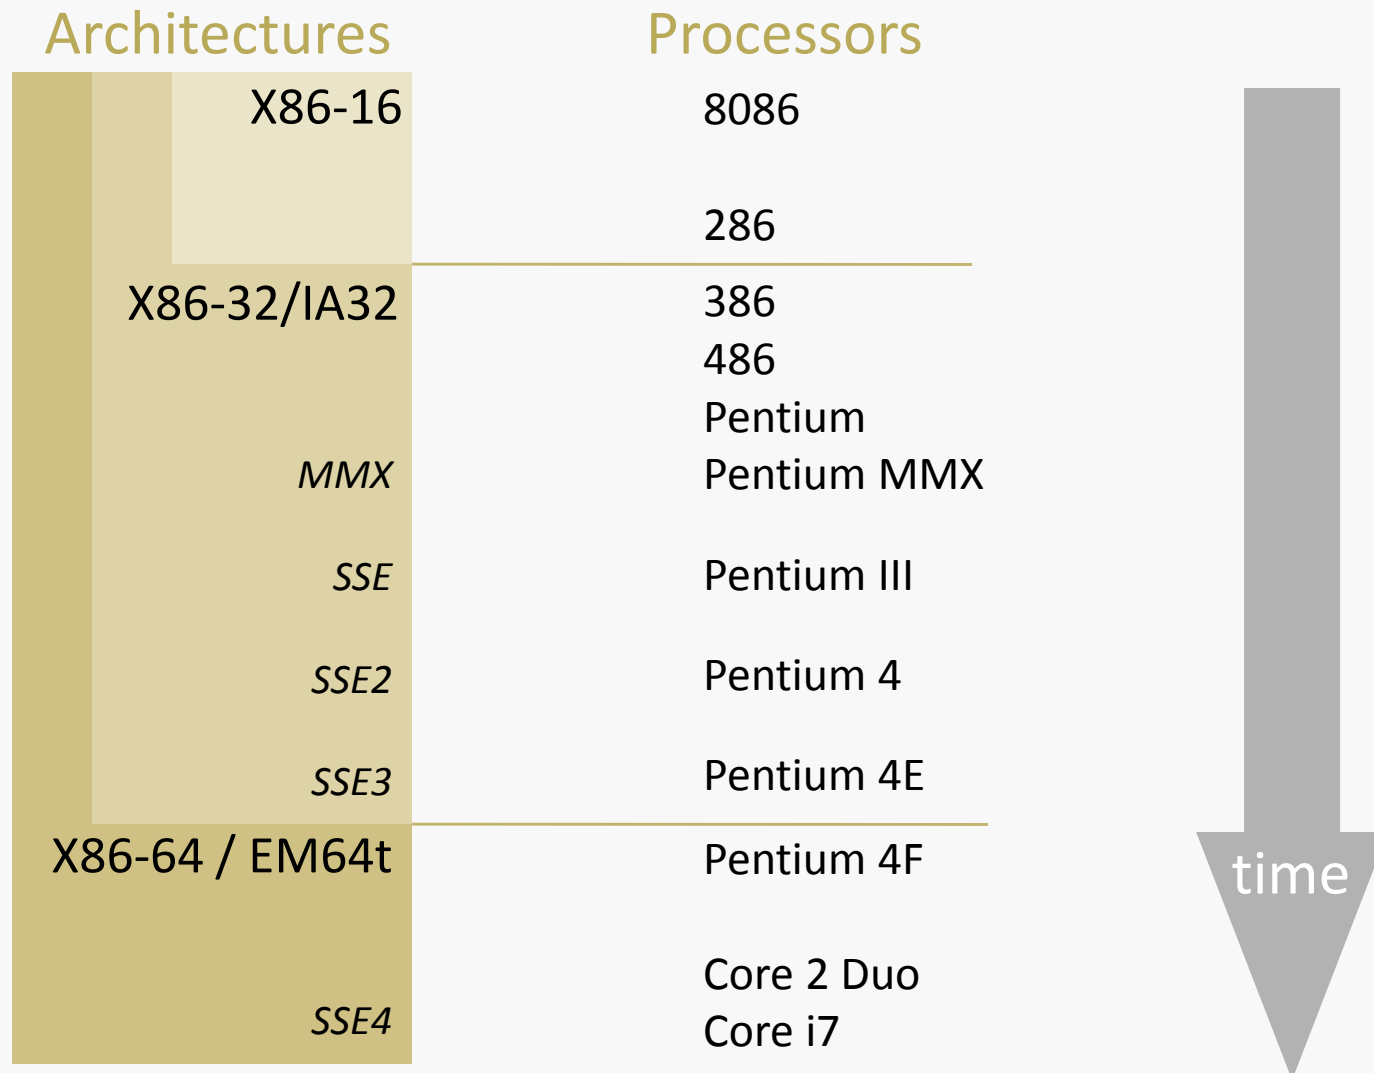 Architectures Processors
X86-16 8086
286
X86-32/IA32 386
486
Pentium
MMX Pentium MMX
SSE Pentium III
SSE2 Pentium 4
SSE3 Pentium 4E
X86-64 / EM64t Pentium 4F
time
Core 2 Duo
SSE4 Core i7